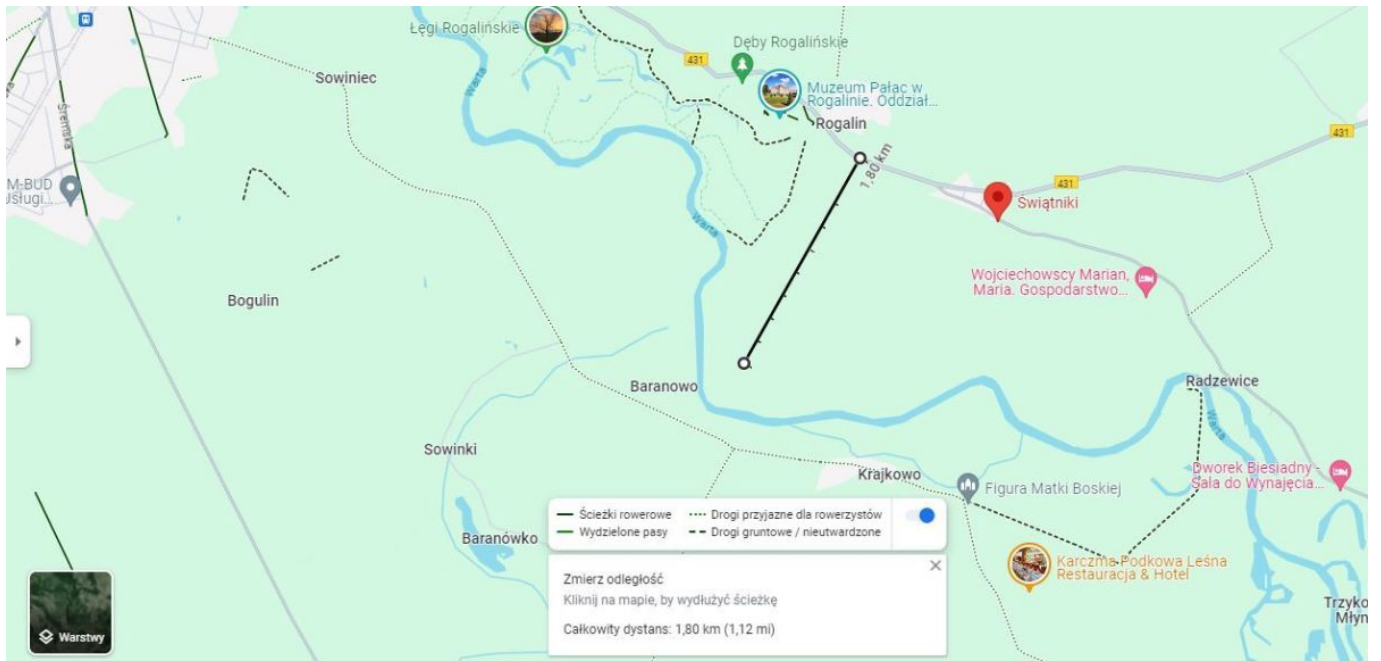 Łęgi Rogalińskie
Dęby Rogalińskie
431
Sowiniec
Warta
Muzeum Pałac w
Rogalinie. Oddział...
Śremska
Rogalin
431
1,80 km
M-BUD
Usługi...
431
Świątniki
Warta
Wojciechowscy Marian,
Maria. Gospodarstwo...
Bogulin
Baranowo
Radzewice
Warta
Sowinki
Krajkowo
Dworek Biesiadny -
Sala do Wynajęcia...
Figura Matki Boskiej
Ścieżki rowerowe
Drogi przyjazne dla rowerzystów
Wydzielone pasy
Drogi gruntowe / nieutwardzone
Baranówko
Karczma Podkowa Leśna
Restauracja & Hotel
Zmierz odległość
Kliknij na mapie, by wydłużyć ścieżkę
Całkowity dystans: 1,80 km (1,12 mi)
Trzyko
Młyn
Warstwy